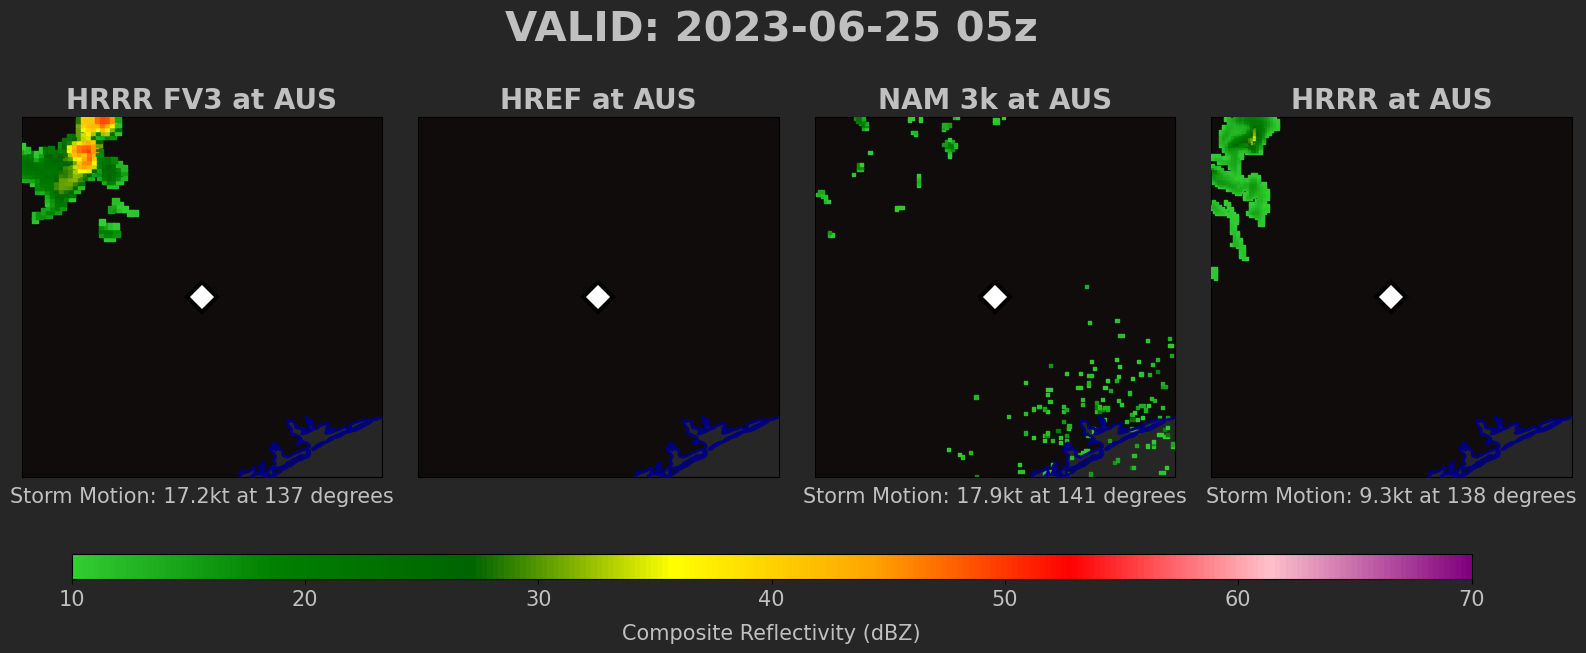 VALID: 2023-06-25 05z
HRRR FV3 at AUS
HREF at AUS
NAM 3k at AUS
HRRR at AUS
Storm Motion: 17.2kt at 137 degrees
Storm Motion: 17.9kt at 141 degrees
Storm Motion: 9.3kt at 138 degrees
10 20 30 40 50 60 70
Composite Reflectivity (dBZ)